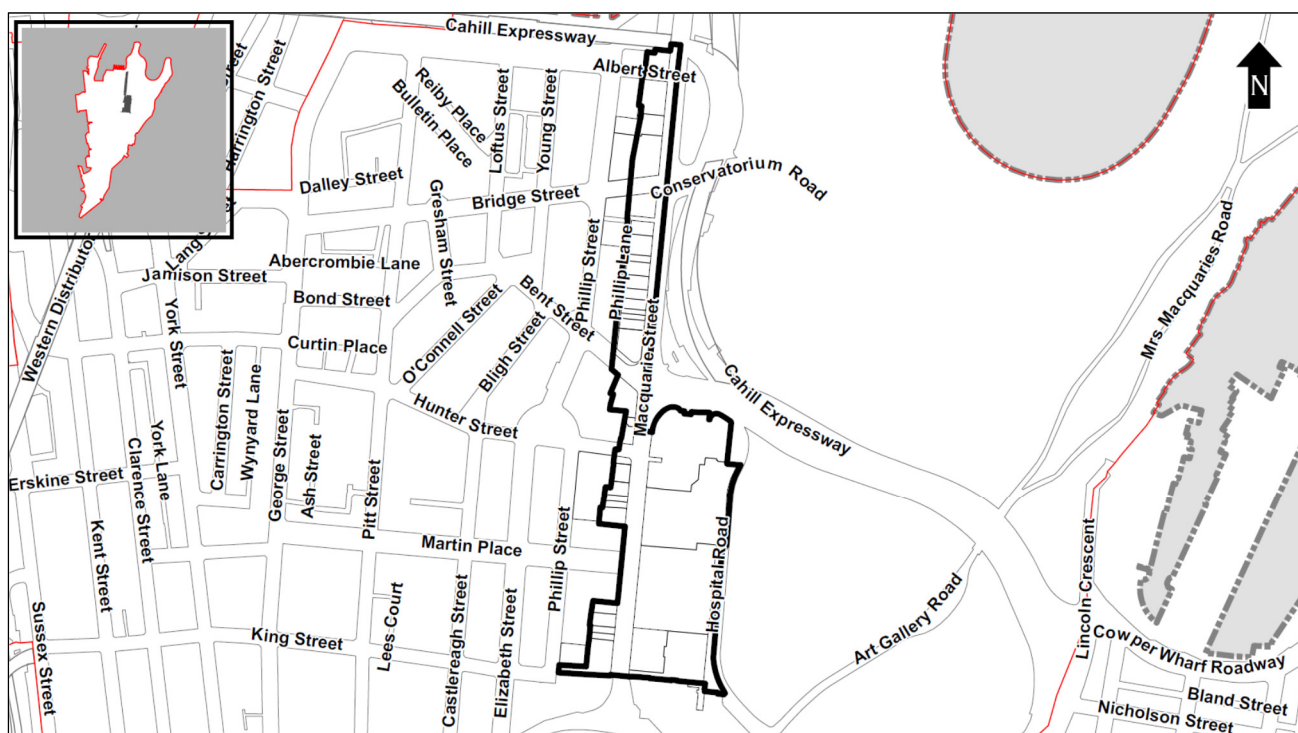 Cahill Expressway
Albert Street
Reiby Place
Bulletin Place
Loftus Street
Young Street
Street
Harrington Street
N
Dalley Street
Bridge Street
Conservatorium Road
Gresham Street
Phillip Street
Phillip Lane
Macquarie Street
Mrs Macquaries Road
Lang
Western Distributor
Jamison Street
Abercrombie Lane
Bond Street
Bent Street
York Street
Curtin Place
O'Connell Street
Bligh Street
Carrington Street
Wynyard Lane
Hunter Street
Cahill Expressway
Erskine Street
York Lane
Clarence Street
George Street
Ash Street
Pitt Street
Kent Street
Martin Place
Phillip Street
Hospital Road
Lincoln Crescent
Art Gallery Road
Sussex Street
King Street
Lees Court
Castlereagh Street
Elizabeth Street
Cowper Wharf Roadway
Bland Street
Nicholson Street